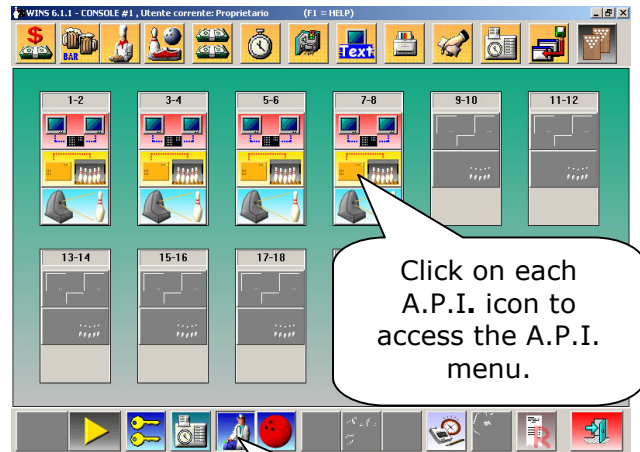 WINS 6.1.1 - CONSOLE #1 , Utente corrente: Proprietario (F1 = HELP)
$
BAR
Text
1-2
3-4
5-6
7-8
9-10
11-12
13-14
15-16
17-18
Click on each
A.P.I. icon to
access the A.P.I.
menu.
R